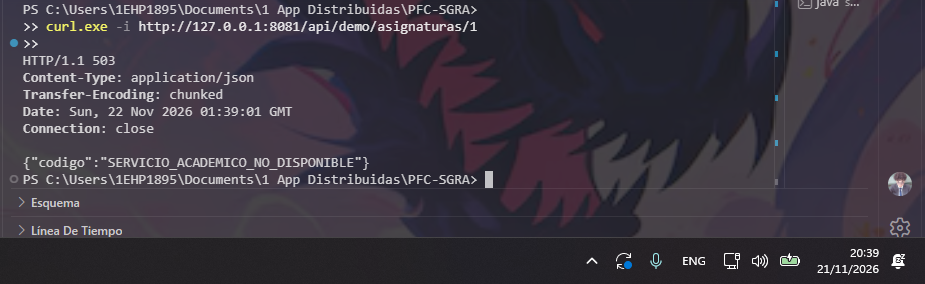 PS C:\Users\1EHP1895\Documents\1 App Distribuidas\PFC-SGRA>
>> curl.exe -i http://127.0.0.1:8081/api/demo/asignaturas/1
>>
HTTP/1.1 503
Content-Type: application/json
Transfer-Encoding: chunked
Date: Sun, 22 Nov 2026 01:39:01 GMT
Connection: close
{"codigo":"SERVICIO_ACADEMICO_NO_DISPONIBLE"}
PS C:\Users\1EHP1895\Documents\1 App Distribuidas\PFC-SGRA>
java s...
Esquema
Línea De Tiempo
ENG
20:39
21/11/2026